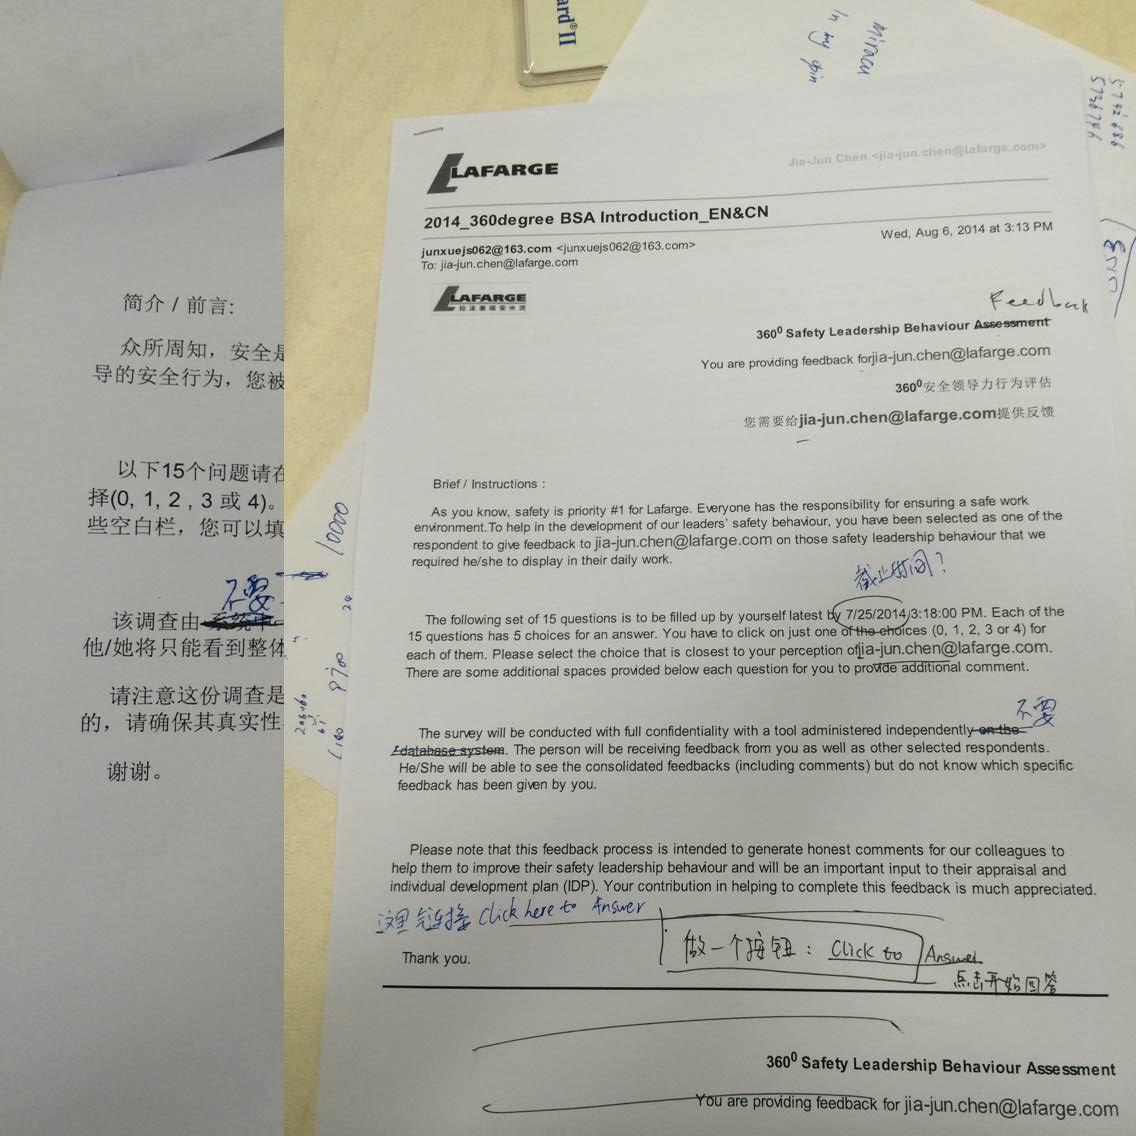 简介 / 前言:
众所周知，安全是
导的安全行为，您被
以下15个问题请在
择(0, 1, 2 , 3 或 4)。
些空白栏，您可以填
不要
该调查由系统中
他/她将只能看到整体
请注意这份调查是
的，请确保其真实性
谢谢。
ard® II
In my
5792686
5738786
LAFARGE
Jia-Jun Chen <jia-jun.chen@lafarge.com>
2014_360degree BSA Introduction_EN&CN
junxuejs062@163.com <junxuejs062@163.com>
Wed, Aug 6, 2014 at 3:13 PM
To: jia-jun.chen@lafarge.com
LAFARGE
Feedback
360⁰ Safety Leadership Behaviour Assessment
You are providing feedback forjia-jun.chen@lafarge.com
360⁰安全领导力行为评估
您需要给jia-jun.chen@lafarge.com提供反馈
Brief / Instructions :
As you know, safety is priority #1 for Lafarge. Everyone has the responsibility for ensuring a safe work
environment.To help in the development of our leaders' safety behaviour, you have been selected as one of the
respondent to give feedback to jia-jun.chen@lafarge.com on those safety leadership behaviour that we
required he/she to display in their daily work.
截止时间?
The following set of 15 questions is to be filled up by yourself latest by 7/25/2014 3:18:00 PM. Each of the
15 questions has 5 choices for an answer. You have to click on just one of the choices (0, 1, 2, 3 or 4) for
each of them. Please select the choice that is closest to your perception of jia-jun.chen@lafarge.com.
There are some additional spaces provided below each question for you to provide additional comment.
不要
The survey will be conducted with full confidentiality with a tool administered independently on the
database system. The person will be receiving feedback from you as well as other selected respondents.
He/She will be able to see the consolidated feedbacks (including comments) but do not know which specific
feedback has been given by you.
Please note that this feedback process is intended to generate honest comments for our colleagues to
help them to improve their safety leadership behaviour and will be an important input to their appraisal and
individual development plan (IDP). Your contribution in helping to complete this feedback is much appreciated.
这里链接 Click here to Answer
做一个按钮: Click to Answer
点击开始回答
Thank you.
10000
24
9700
360⁰ Safety Leadership Behaviour Assessment
You are providing feedback for jia-jun.chen@lafarge.com